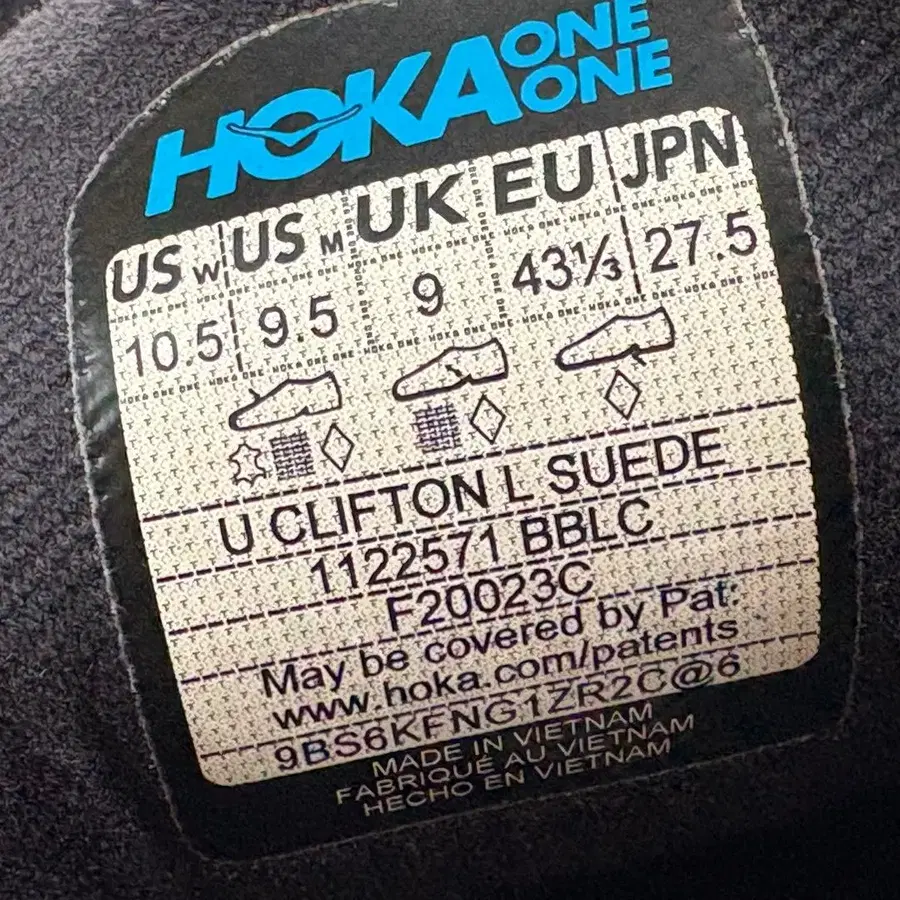 HOKA ONE ONE
US W US M UK EU JPN
10.5 9.5 9 43⅓ 27.5
U CLIFTON L SUEDE
1122571 BBLC
F20023C
May be covered by Pat:
www.hoka.com/patents
9BS6KFNG1ZR2C@6
MADE IN VIETNAM
FABRIQUÉ AU VIETNAM
HECHO EN VIETNAM